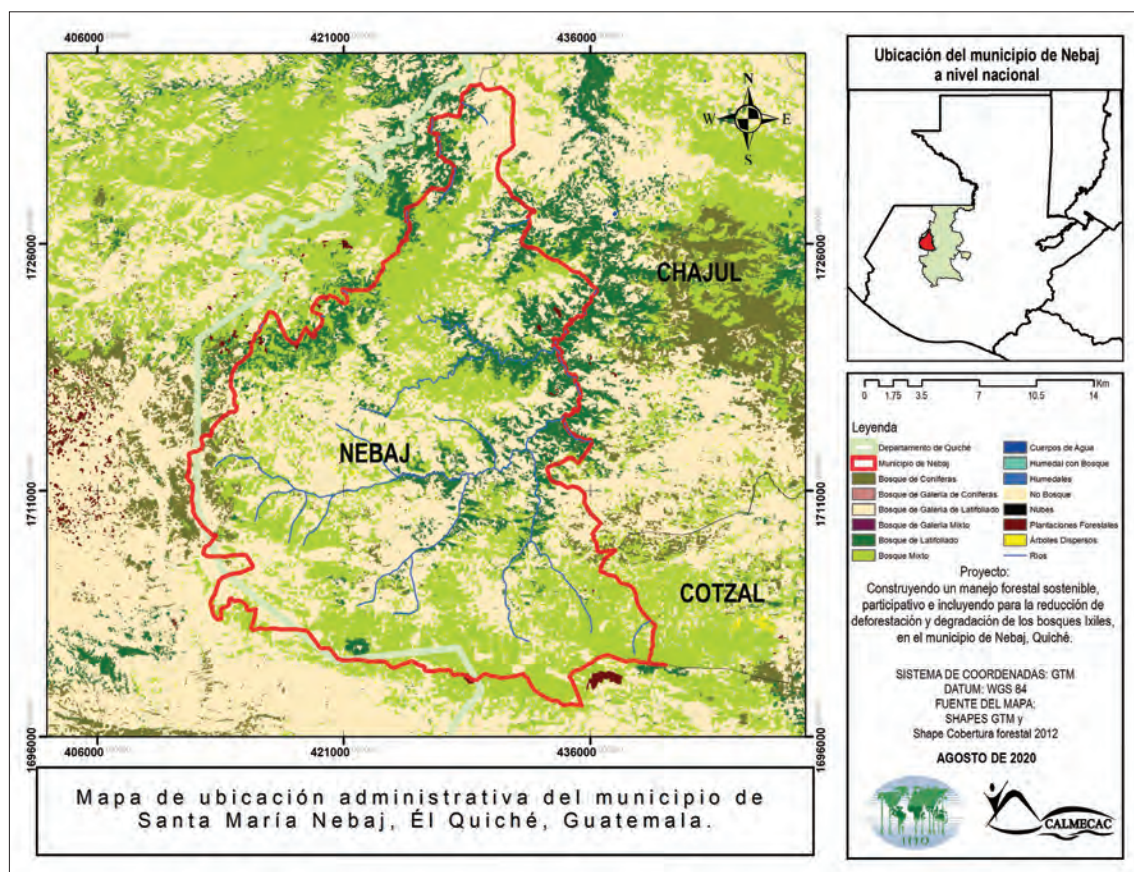 406000
421000
436000
1726000
1711000
1696000
1726000
1711000
1696000
406000
421000
436000
N
W
E
S
CHAJUL
NEBAJ
COTZAL
Mapa de ubicación administrativa del municipio de
Santa María Nebaj, Él Quiché, Guatemala.
Ubicación del municipio de Nebaj
a nivel nacional
Km
0 1.75 3.5 7 10.5 14
Leyenda
Departamento de Quiché
Municipio de Nebaj
Bosque de Coniferas
Bosque de Galeria de Coniferas.
Bosque de Galeria de Latifoliado
Bosque de Galeria Mixto
Bosque de Latifoliado
Bosque Mixto
Cuerpos de Agua
Humedal con Bosque
Humedales
No Bosque
Nubes
Plantaciones Forestales
Árboles Dispersos
Rios
Proyecto:
Construyendo un manejo forestal sostenible,
participativo e incluyendo para la reducción de
deforestación y degradación de los bosques Ixiles,
en el municipio de Nebaj, Quiché.
SISTEMA DE COORDENADAS: GTM
DATUM: WGS 84
FUENTE DEL MAPA:
SHAPES GTM y
Shape Cobertura forestal 2012
AGOSTO DE 2020
ITTO
CALMECAC